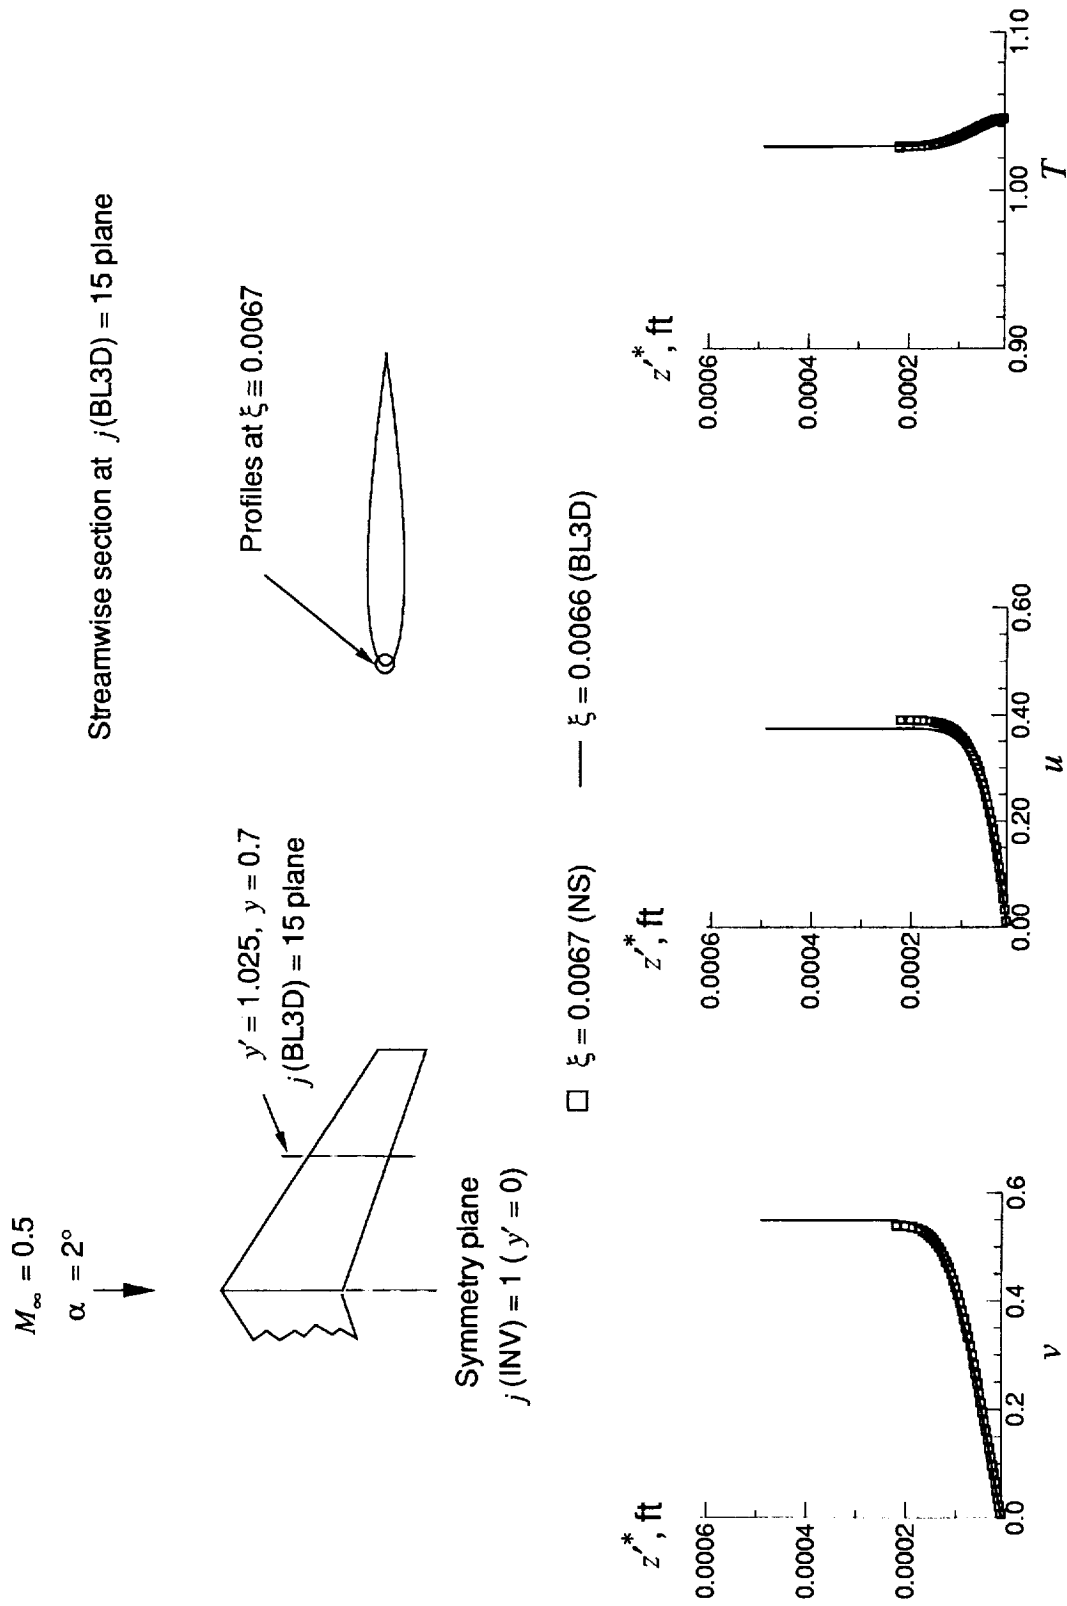 M∞ = 0.5
α = 2°
y′ = 1.025, y = 0.7
j (BL3D) = 15 plane
Symmetry plane
j (INV) = 1 ( y′ = 0)
Streamwise section at j (BL3D) = 15 plane
Profiles at ξ ≅ 0.0067
□ ξ = 0.0067 (NS)
— ξ = 0.0066 (BL3D)
z′*, ft
0.0006
0.0004
0.0002
0.0
0.2
0.4
0.6
v
z′*, ft
0.0006
0.0004
0.0002
0.00
0.20
0.40
0.60
u
z′*, ft
0.0006
0.0004
0.0002
0.90
1.00
1.10
T